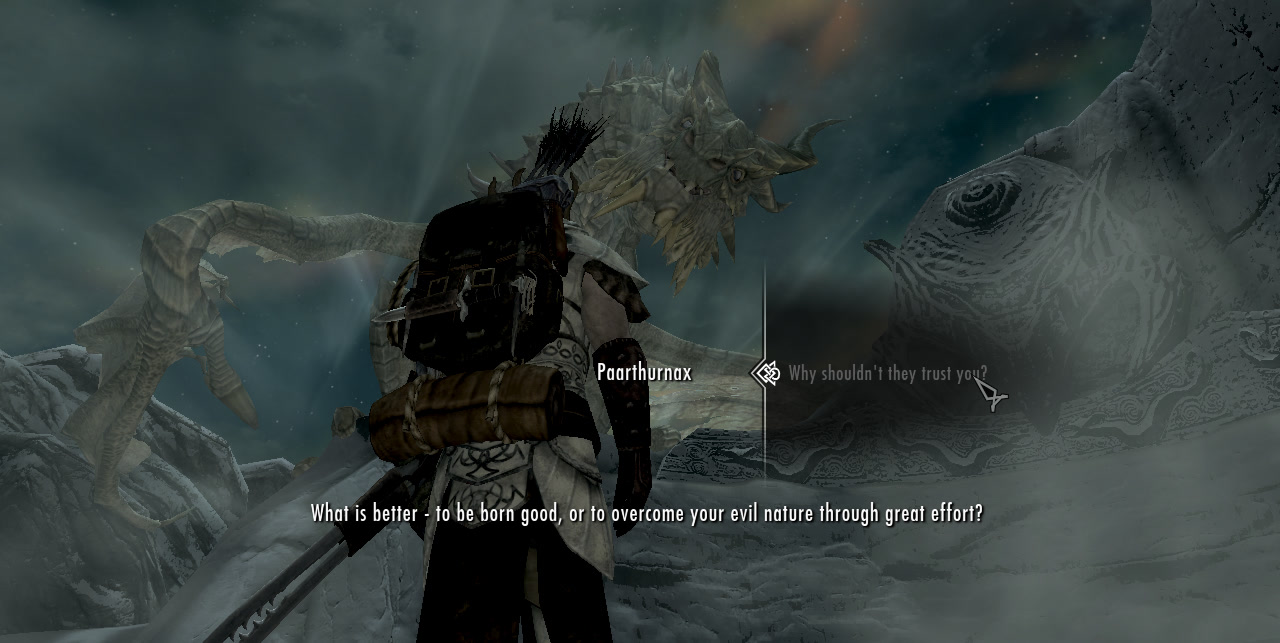 Paarthurnax
Why shouldn't they trust you?
What is better - to be born good, or to overcome your evil nature through great effort?